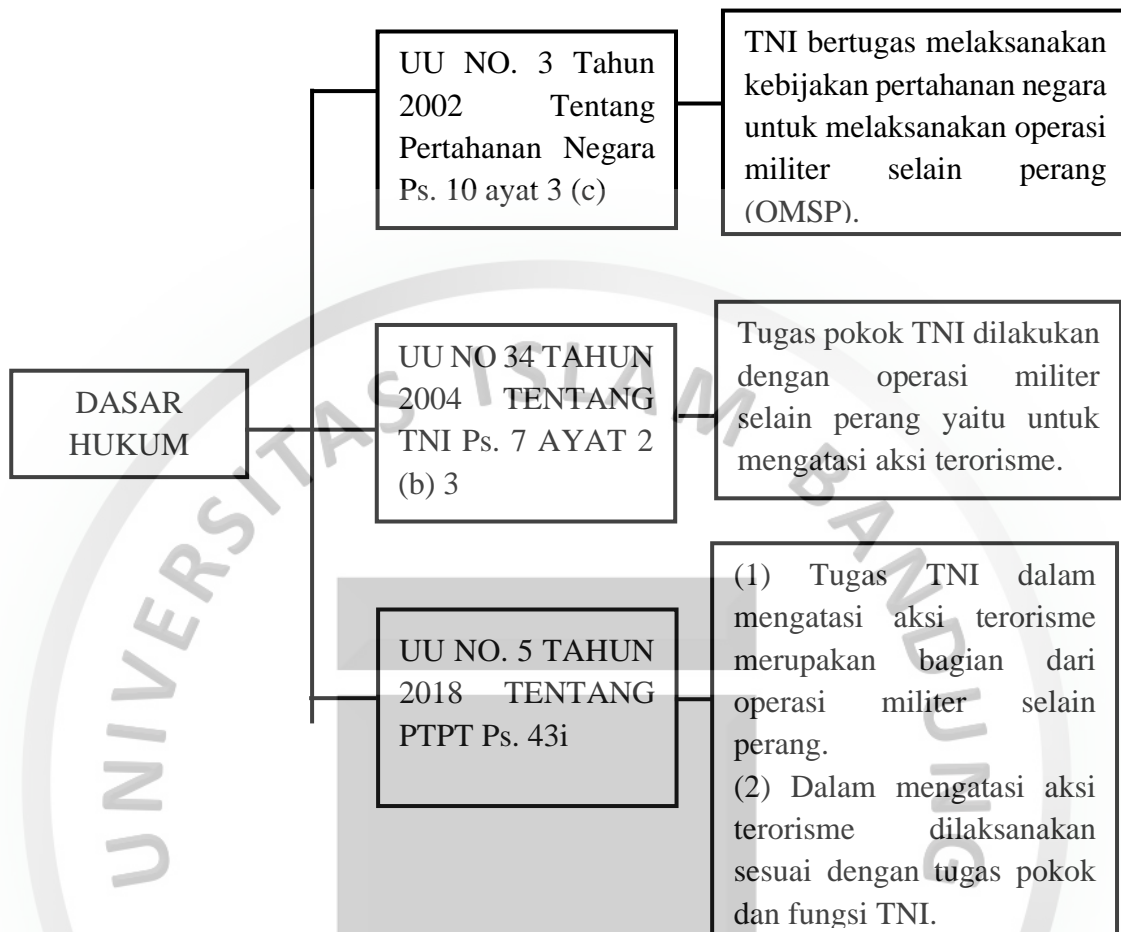 DASAR
HUKUM
UU NO. 3 Tahun
2002 Tentang
Pertahanan Negara
Ps. 10 ayat 3 (c)
TNI bertugas melaksanakan
kebijakan pertahanan negara
untuk melaksanakan operasi
militer selain perang
(OMSP).
UU NO 34 TAHUN
2004 TENTANG
TNI Ps. 7 AYAT 2
(b) 3
Tugas pokok TNI dilakukan
dengan operasi militer
selain perang yaitu untuk
mengatasi aksi terorisme.
UU NO. 5 TAHUN
2018 TENTANG
PTPT Ps. 43i
(1) Tugas TNI dalam
mengatasi aksi terorisme
merupakan bagian dari
operasi militer selain
perang.
(2) Dalam mengatasi aksi
terorisme dilaksanakan
sesuai dengan tugas pokok
dan fungsi TNI.
UNIVERSITAS ISLAM BANDUNG